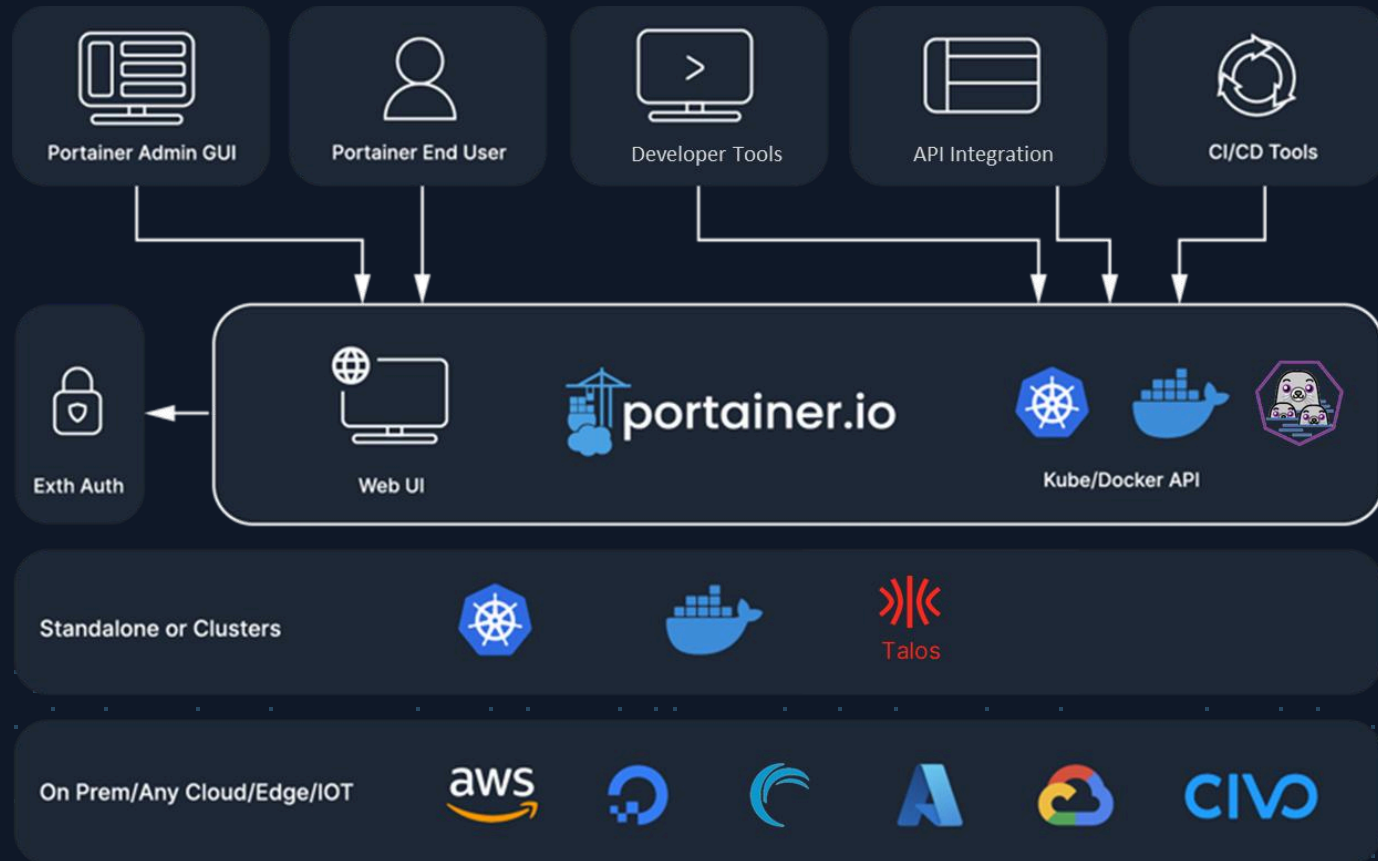 Portainer Admin GUI
Portainer End User
Developer Tools
API Integration
CI/CD Tools
Exth Auth
Web UI
portainer.io
Kube/Docker API
Standalone or Clusters
Talos
On Prem/Any Cloud/Edge/IOT
aws
CIVO